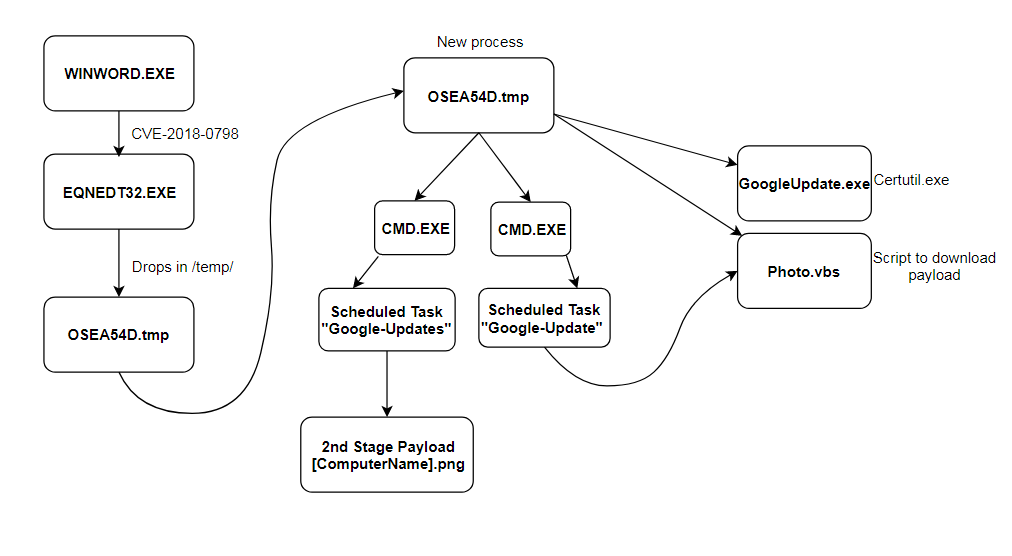 WINWORD.EXE
CVE-2018-0798
EQNEDT32.EXE
Drops in /temp/
OSEA54D.tmp
New process
OSEA54D.tmp
CMD.EXE
CMD.EXE
Scheduled Task
"Google-Updates"
Scheduled Task
"Google-Update"
2nd Stage Payload
[ComputerName].png
GoogleUpdate.exe
Certutil.exe
Photo.vbs
Script to download
payload